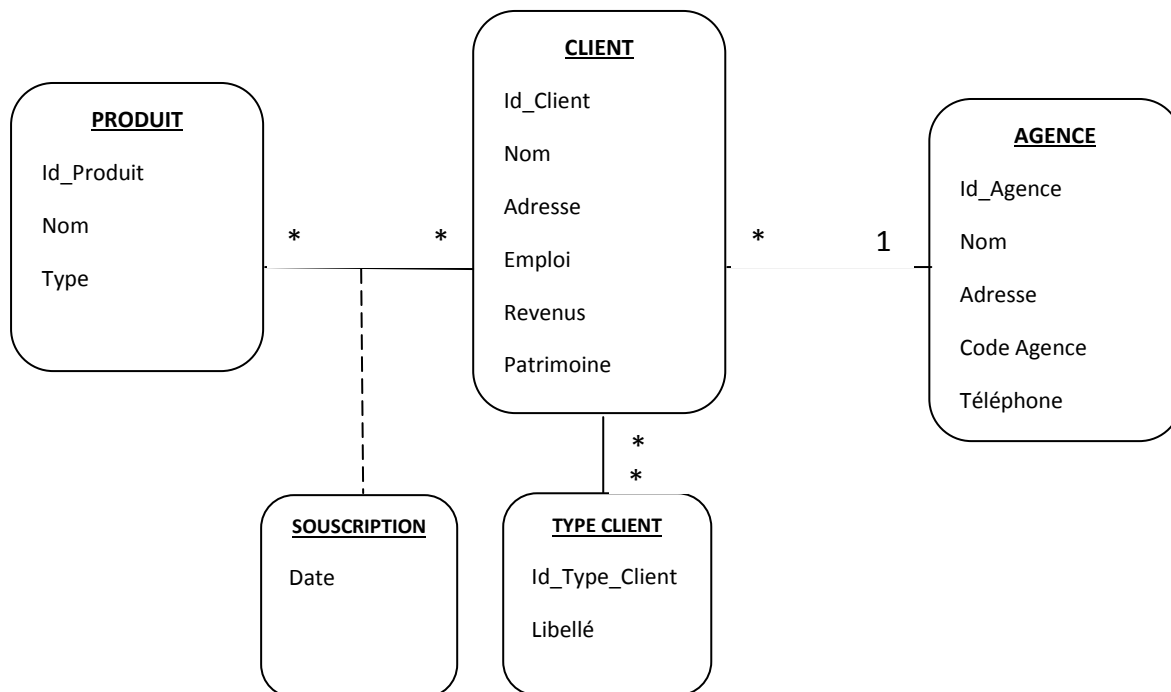 PRODUIT
Id_Produit
Nom
Type
*
*
CLIENT
Id_Client
Nom
Adresse
Emploi
Revenus
Patrimoine
*
1
AGENCE
Id_Agence
Nom
Adresse
Code Agence
Téléphone
*
*
SOUSCRIPTION
Date
TYPE CLIENT
Id_Type_Client
Libellé